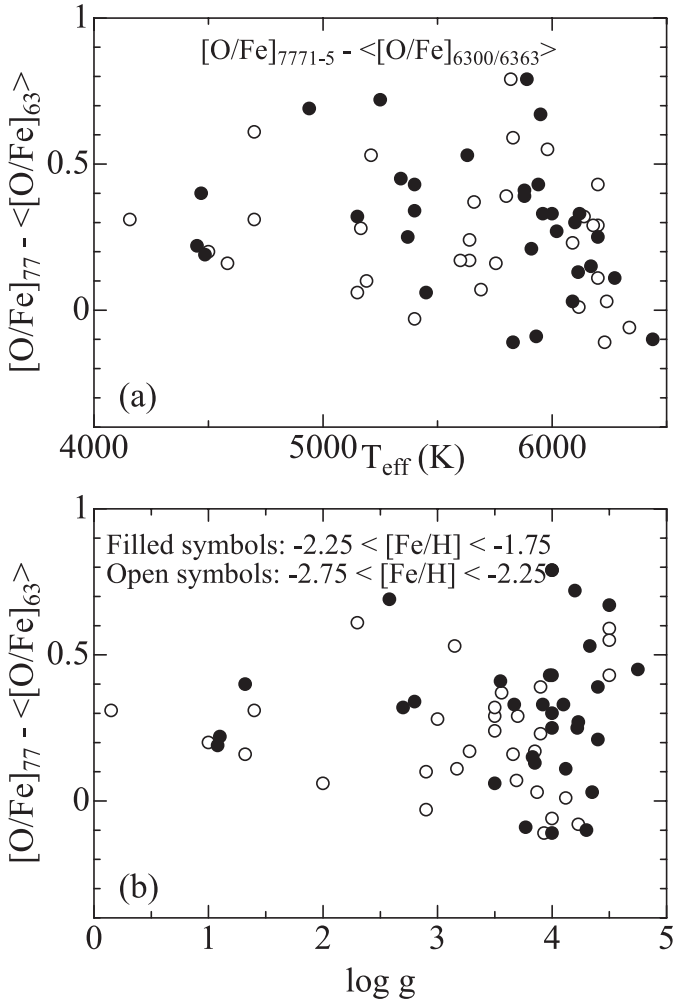 1
[O/Fe]7771-5 - <[O/Fe]6300/6363>
0.5
0
[O/Fe]77 - <[O/Fe]63>
(a)
4000 5000 6000
Teff (K)
1
Filled symbols: -2.25 < [Fe/H] < -1.75
Open symbols: -2.75 < [Fe/H] < -2.25
0.5
0
[O/Fe]77 - <[O/Fe]63>
(b)
0 1 2 3 4 5
log g